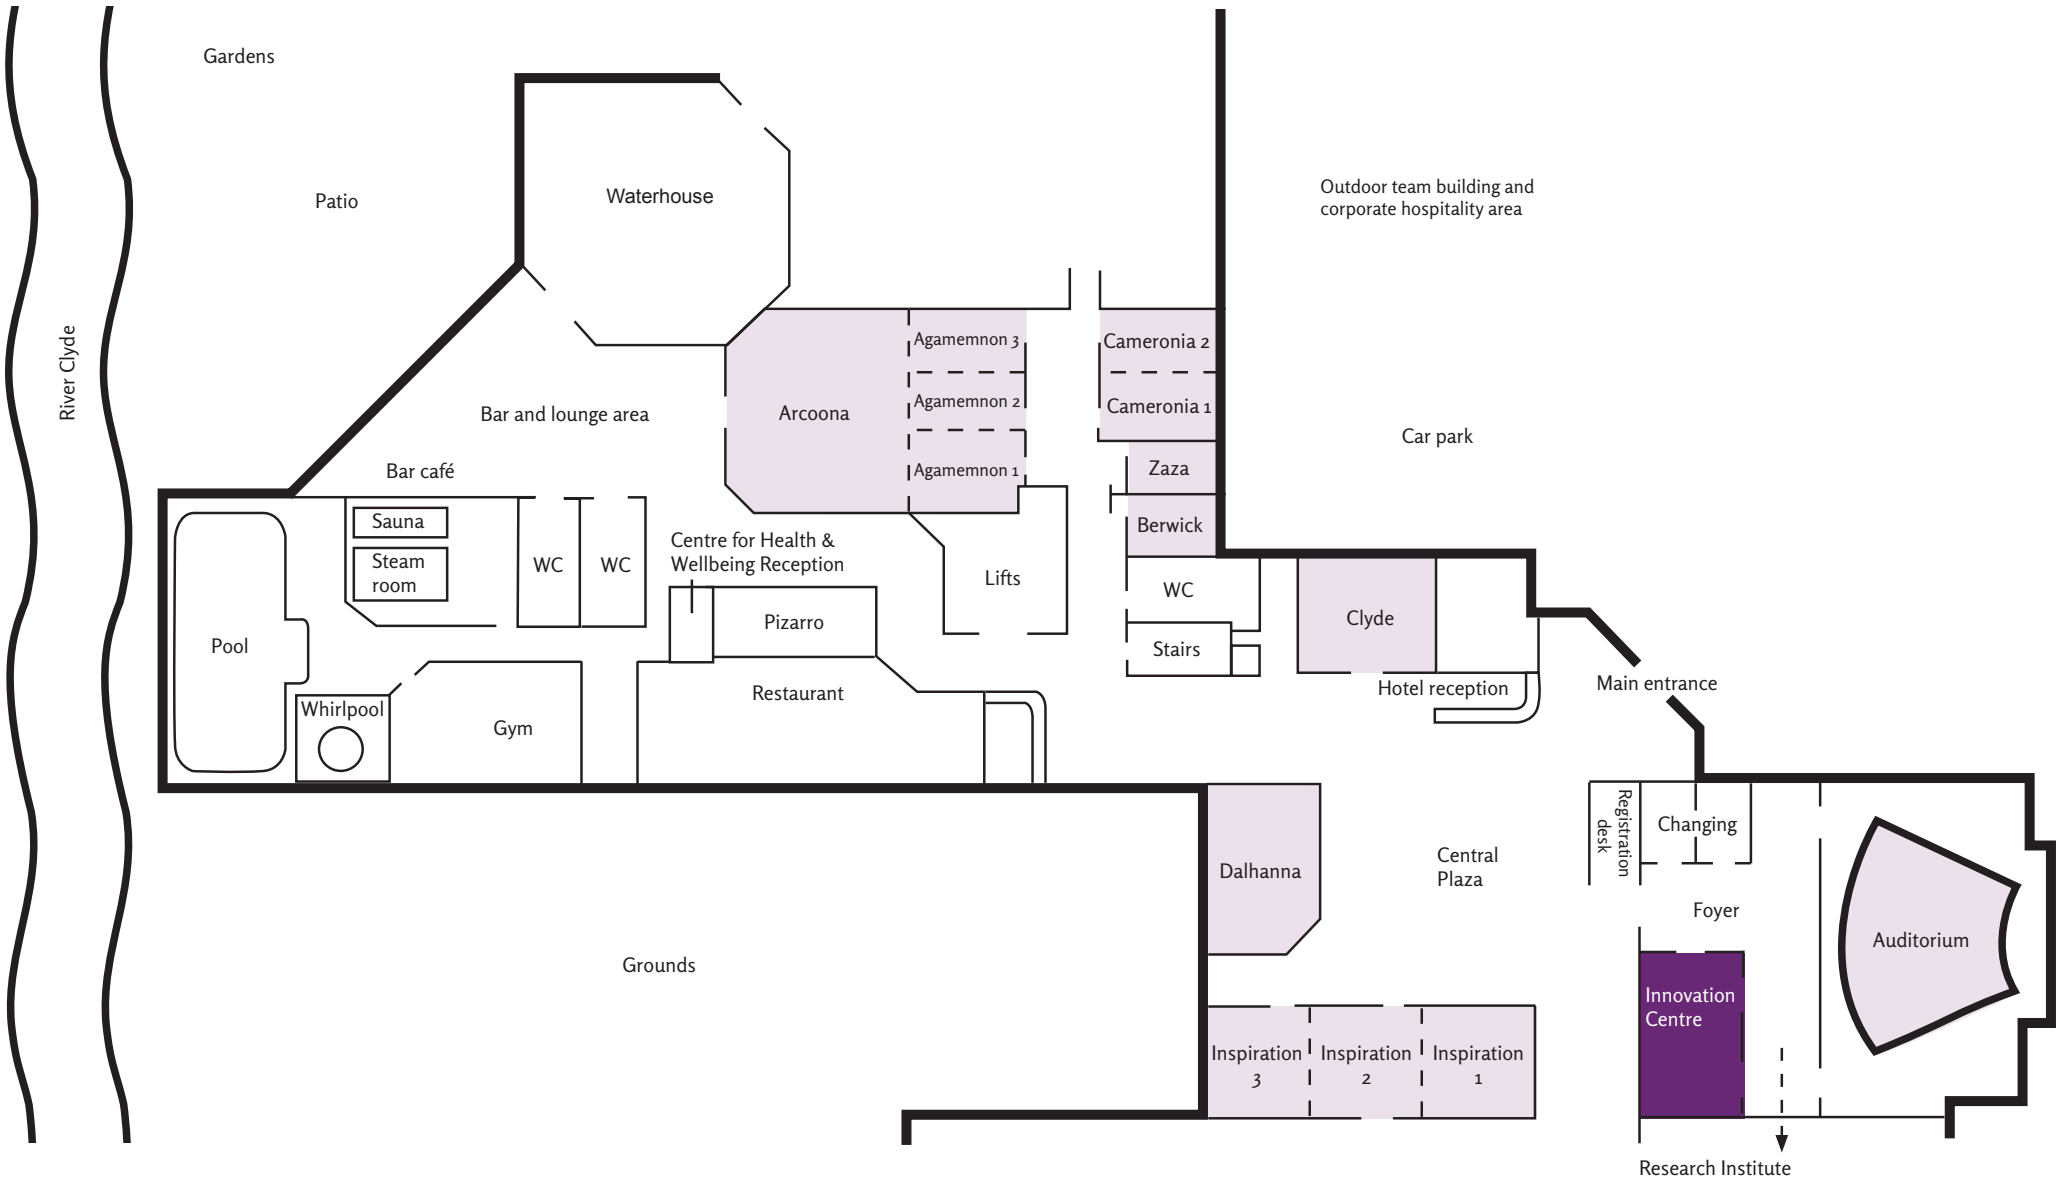 Gardens
Patio
Waterhouse
Outdoor team building and
corporate hospitality area
River Clyde
Agamemnon 3
Cameronia 2
Agamemnon 2
Cameronia 1
Bar and lounge area
Arcoona
Car park
Bar café
Agamemnon 1
Zaza
Sauna
Berwick
Centre for Health &
Wellbeing Reception
Steam
room
WC
WC
Lifts
WC
Pizarro
Clyde
Pool
Stairs
Restaurant
Hotel reception
Main entrance
Whirlpool
Gym
Registration
desk
Changing
Dalhanna
Central
Plaza
Foyer
Auditorium
Grounds
Innovation
Centre
Inspiration
3
Inspiration
2
Inspiration
1
Research Institute